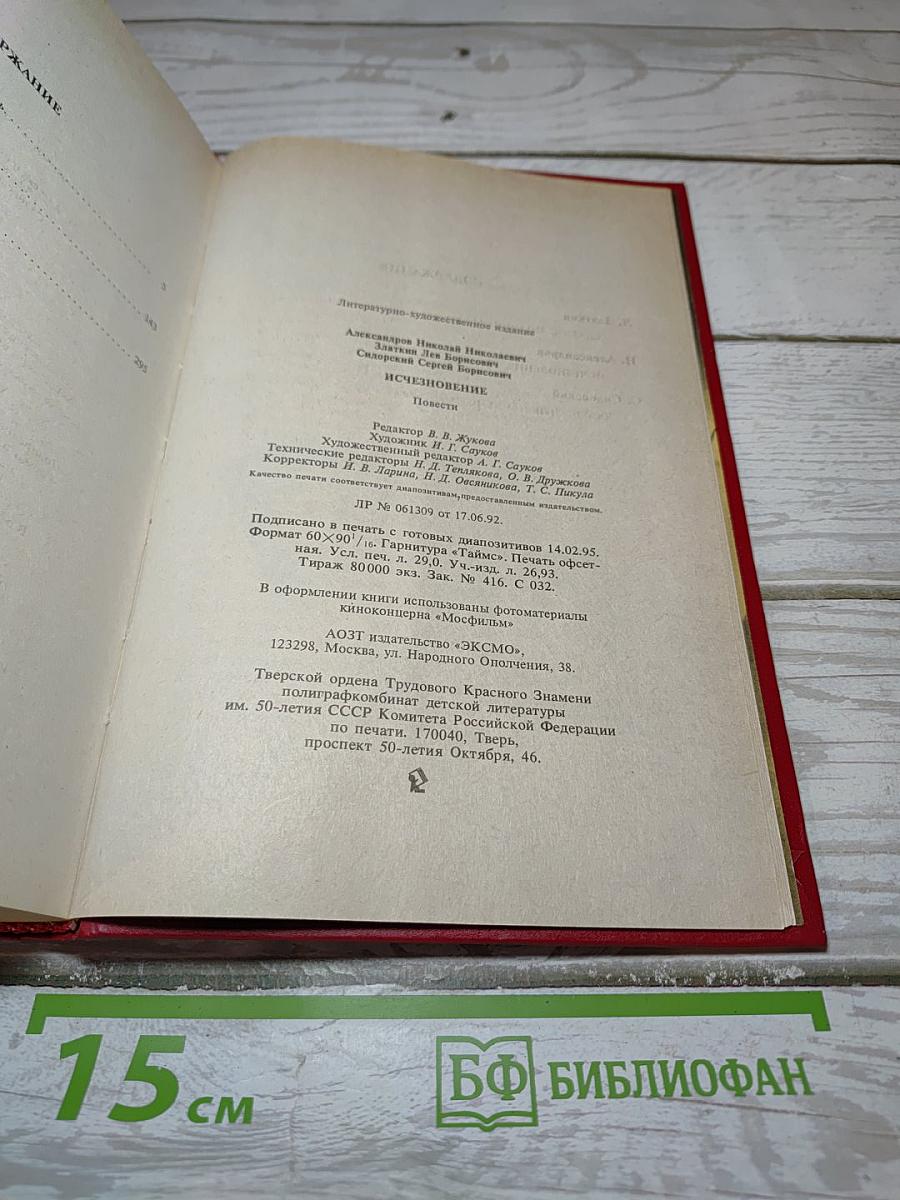 РЖАНИЕ
3
143
295
Литературно-художественное издание
Александров Николай Николаевич
Златкин Лев Борисович
Сидорский Сергей Борисович
ИСЧЕЗНОВЕНИЕ
Повести
Редактор В. В. Жукова
Художник И. Г. Сауков
Художественный редактор А. Г. Сауков
Технические редакторы Н. Д. Теплякова, О. В. Дружкова
Корректоры И. В. Ларина, Н. Д. Овсяникова, Т. С. Пикула
Качество печати соответствует диапозитивам, предоставленным издательством.
ЛР № 061309 от 17.06.92.
Подписано в печать с готовых диапозитивов 14.02.95.
Формат 60×90¹/₁₆. Гарнитура «Таймс». Печать офсет-
ная. Усл. печ. л. 29,0. Уч.-изд. л. 26,93.
Тираж 80 000 экз. Зак. № 416. С 032.
В оформлении книги использованы фотоматериалы
киноконцерна «Мосфильм»
АОЗТ издательство «ЭКСМО»,
123298, Москва, ул. Народного Ополчения, 38.
Тверской ордена Трудового Красного Знамени
полиграфкомбинат детской литературы
им. 50-летия СССР Комитета Российской Федерации
по печати. 170040, Тверь,
проспект 50-летия Октября, 46.
15 см
БФ БИБЛИОФАН